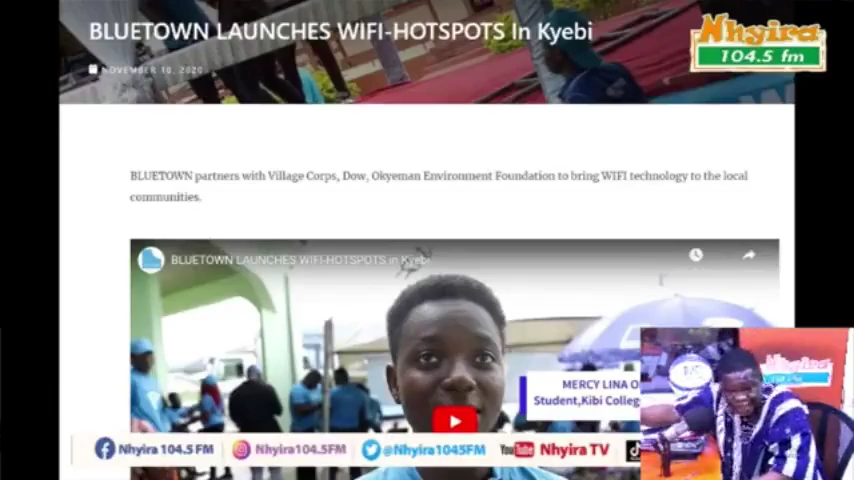 BLUETOWN LAUNCHES WIFI-HOTSPOTS In Kyebi
NOVEMBER 10, 2020
Nhyira
104.5 fm
BLUETOWN partners with Village Corps, Dow, Okyeman Environment Foundation to bring WIFI technology to the local
communities.
BLUETOWN LAUNCHES WIFI-HOTSPOTS in Kyebi
MERCY LINA O
Student,Kibi College
Nhyira 104.5 FM
Nhyira104.5FM
@Nhyira1045FM
YouTube Nhyira TV